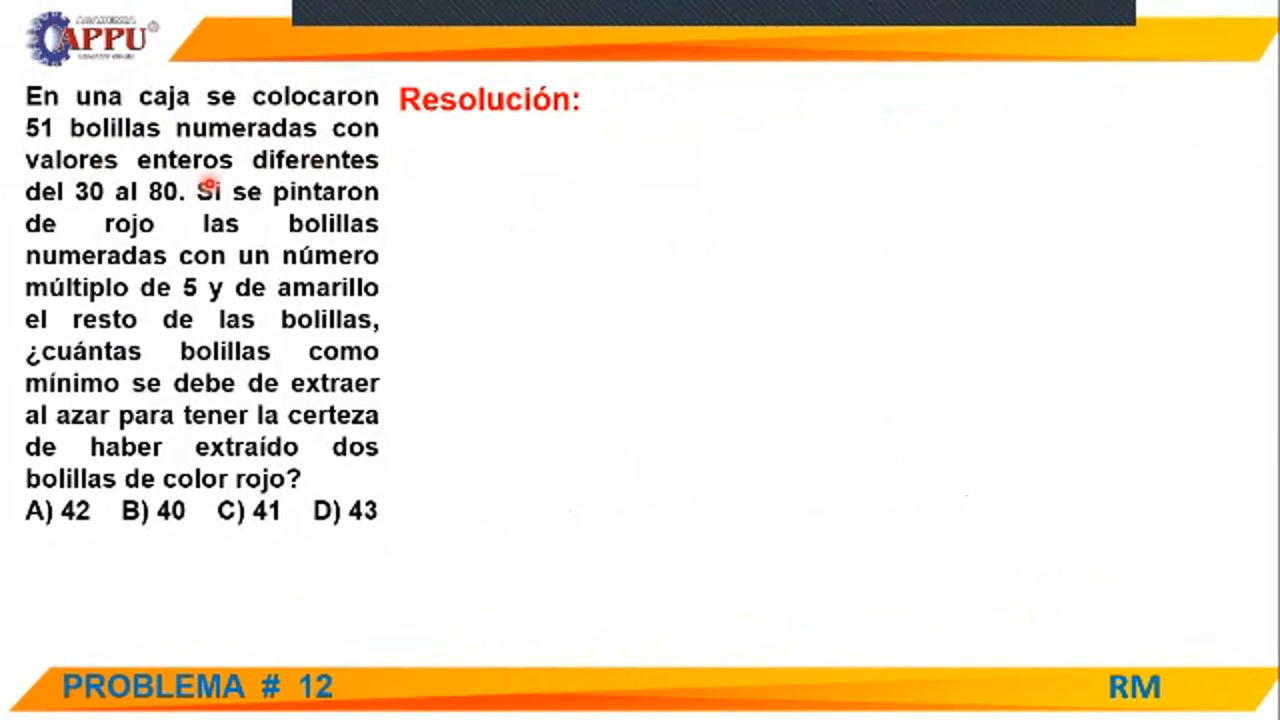 ACADEMIA
APPU
Resolución:
En una caja se colocaron
51 bolillas numeradas con
valores enteros diferentes
del 30 al 80. Si se pintaron
de rojo las bolillas
numeradas con un número
múltiplo de 5 y de amarillo
el resto de las bolillas,
¿cuántas bolillas como
mínimo se debe de extraer
al azar para tener la certeza
de haber extraído dos
bolillas de color rojo?
A) 42 B) 40 C) 41 D) 43
PROBLEMA # 12
RM